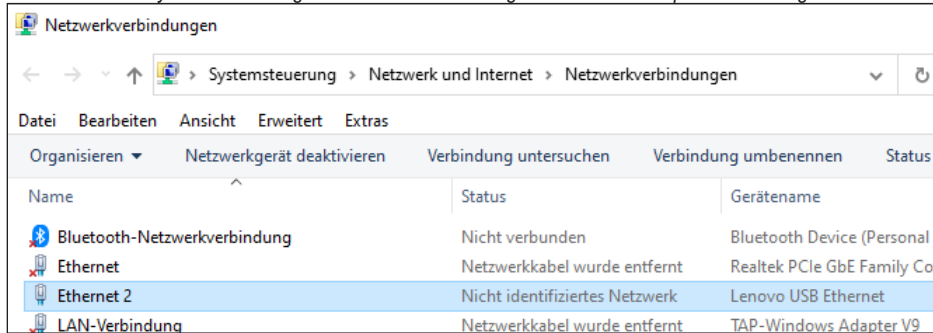 Netzwerkverbindungen
Systemsteuerung > Netzwerk und Internet > Netzwerkverbindungen
Datei Bearbeiten Ansicht Erweitert Extras
Organisieren Netzwerkgerät deaktivieren Verbindung untersuchen Verbindung umbenennen Status
Name Status Gerätename
Bluetooth-Netzwerkverbindung Nicht verbunden Bluetooth Device (Personal
Ethernet Netzwerkkabel wurde entfernt Realtek PCIe GbE Family Co
Ethernet 2 Nicht identifiziertes Netzwerk Lenovo USB Ethernet
LAN-Verbindung Netzwerkkabel wurde entfernt TAP-Windows Adapter V9